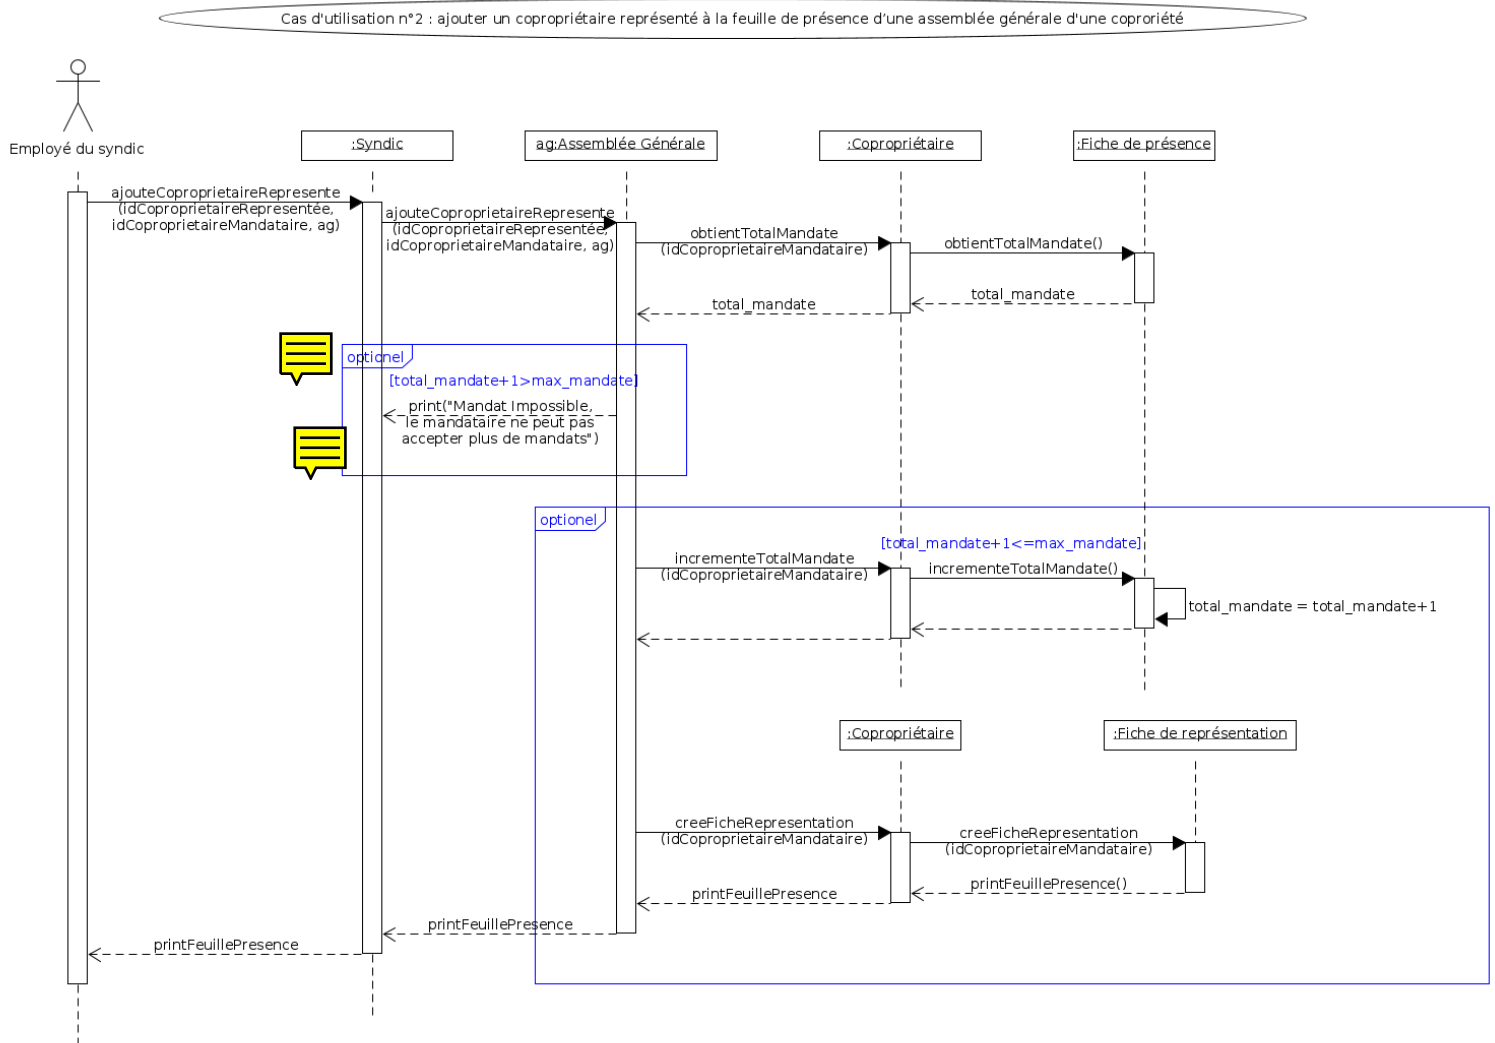 Cas d'utilisation n°2 : ajouter un copropriétaire représenté à la feuille de présence d’une assemblée générale d'une coproriété
Employé du syndic
:Syndic
ag:Assemblée Générale
:Copropriétaire
:Fiche de présence
ajouteCoproprietaireRepresente
(idCoproprietaireRepresentée,
idCoproprietaireMandataire, ag)
ajouteCoproprietaireRepresente
(idCoproprietaireRepresentée,
idCoproprietaireMandataire, ag)
obtientTotalMandate
(idCoproprietaireMandataire)
obtientTotalMandate()
total_mandate
total_mandate
optionel
[total_mandate+1>max_mandate]
print("Mandat Impossible,
le mandataire ne peut pas
accepter plus de mandats")
optionel
[total_mandate+1<=max_mandate]
incrementeTotalMandate
(idCoproprietaireMandataire)
incrementeTotalMandate()
total_mandate = total_mandate+1
:Copropriétaire
:Fiche de représentation
creeFicheRepresentation
(idCoproprietaireMandataire)
creeFicheRepresentation
(idCoproprietaireMandataire)
printFeuillePresence()
printFeuillePresence
printFeuillePresence
printFeuillePresence